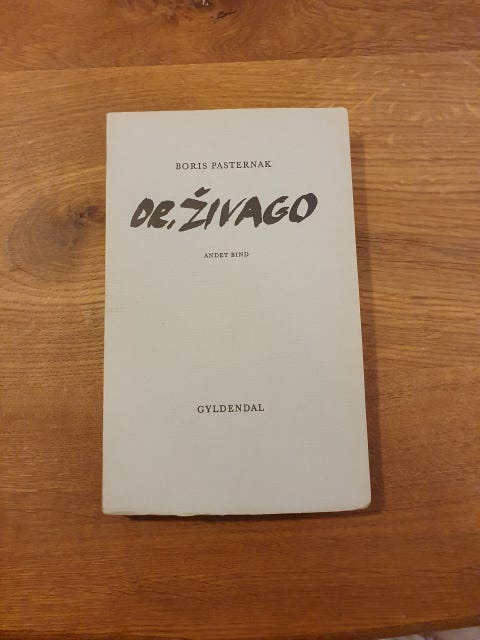 BORIS PASTERNAK
DR. ŽIVAGO
ANDET BIND
GYLDENDAL